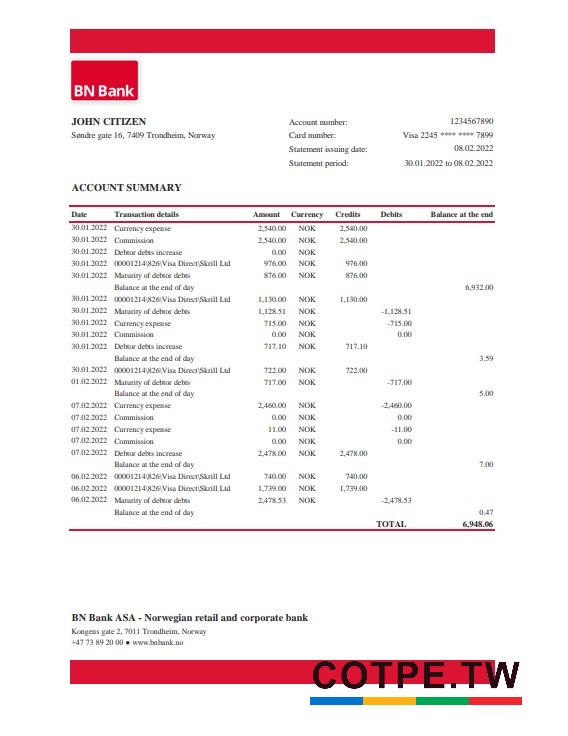 BN Bank
JOHN CITIZEN
Søndre gate 16, 7409 Trondheim, Norway
Account number: 1234567890
Card number: Visa 2245 **** **** 7899
Statement issuing date: 08.02.2022
Statement period: 30.01.2022 to 08.02.2022
ACCOUNT SUMMARY
Date Transaction details Amount Currency Credits Debits Balance at the end
30.01.2022 Currency expense 2,540.00 NOK 2,540.00
30.01.2022 Commission 2,540.00 NOK 2,540.00
30.01.2022 Debtor debts increase 0.00 NOK
30.01.2022 00001214\826\Visa Direct\Skrill Ltd 976.00 NOK 976.00
30.01.2022 Maturity of debtor debts 876.00 NOK 876.00
Balance at the end of day 6,932.00
30.01.2022 00001214\826\Visa Direct\Skrill Ltd 1,130.00 NOK 1,130.00
30.01.2022 Maturity of debtor debts 1,128.51 NOK -1,128.51
30.01.2022 Currency expense 715.00 NOK -715.00
30.01.2022 Commission 0.00 NOK 0.00
30.01.2022 Debtor debts increase 717.10 NOK 717.10
Balance at the end of day 3.59
30.01.2022 00001214\826\Visa Direct\Skrill Ltd 722.00 NOK 722.00
01.02.2022 Maturity of debtor debts 717.00 NOK -717.00
Balance at the end of day 5.00
07.02.2022 Currency expense 2,460.00 NOK -2,460.00
07.02.2022 Commission 0.00 NOK 0.00
07.02.2022 Currency expense 11.00 NOK -11.00
07.02.2022 Commission 0.00 NOK 0.00
07.02.2022 Debtor debts increase 2,478.00 NOK 2,478.00
Balance at the end of day 7.00
06.02.2022 00001214\826\Visa Direct\Skrill Ltd 740.00 NOK 740.00
06.02.2022 00001214\826\Visa Direct\Skrill Ltd 1,739.00 NOK 1,739.00
06.02.2022 Maturity of debtor debts 2,478.53 NOK -2,478.53
Balance at the end of day 0.47
TOTAL 6,948.06
BN Bank ASA - Norwegian retail and corporate bank
Kongens gate 2, 7011 Trondheim, Norway
+47 73 89 20 00 ● www.bnbank.no
COTPE.TW